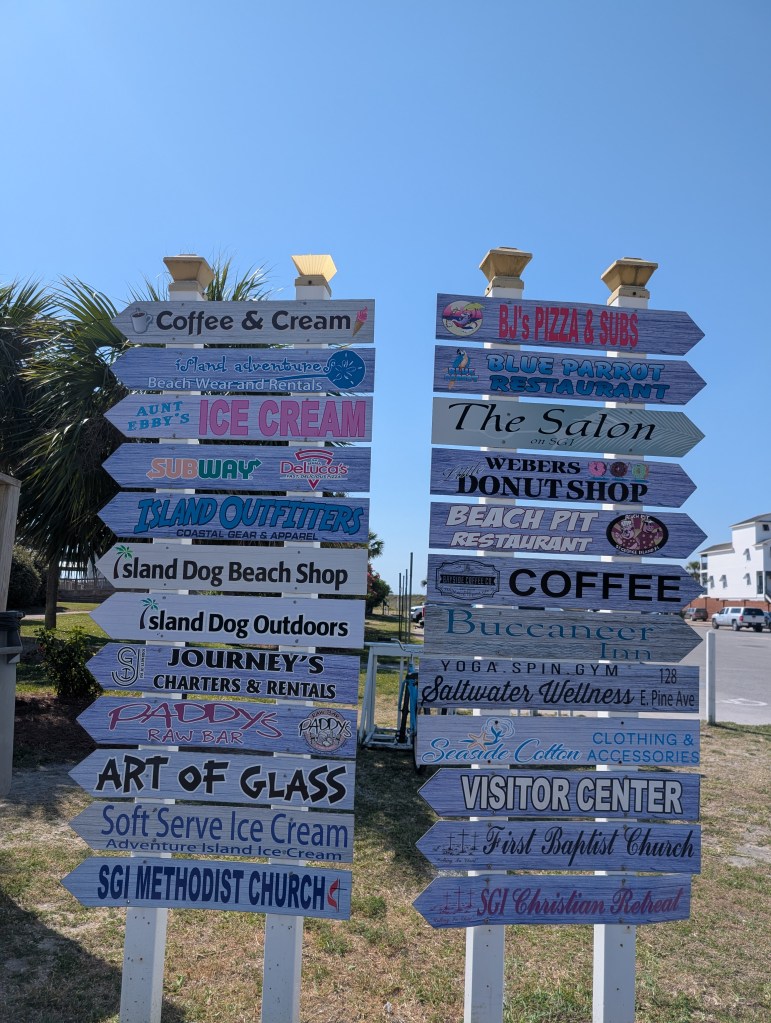 Coffee & Cream
island adventures
Beach Wear and Rentals
AUNT
EBBY'S
ICE CREAM
SUBWAY
DeLuca's
ISLAND OUTFITTERS
COASTAL GEAR & APPAREL
island Dog Beach Shop
island Dog Outdoors
JOURNEY'S
CHARTERS & RENTALS
PADDY'S
RAW BAR
PADDY'S
ART OF GLASS
Soft Serve Ice Cream
Adventure Island Ice Cream
SGI METHODIST CHURCH
BJ's PIZZA & SUBS
BLUE PARROT
RESTAURANT
The Salon
on SGI
WEBERS
DONUT SHOP
BEACH PIT
RESTAURANT
COFFEE
Buccaneer
Inn
YOGA.SPIN.GYM
Saltwater Wellness
128
E. Pine Ave
Seaside Cotton
CLOTHING &
ACCESSORIES
VISITOR CENTER
First Baptist Church
SGI Christian Retreat